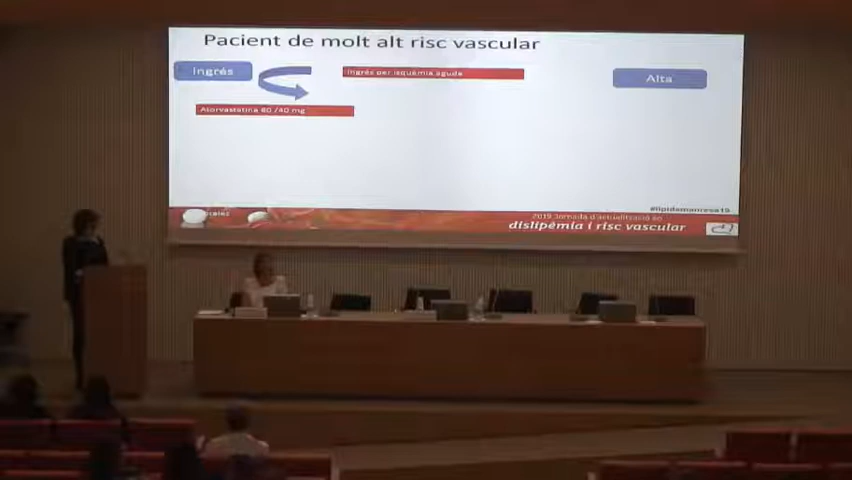 Pacient de molt alt risc vascular
Ingrés
Ingrés per isquèmia aguda
Alta
Atorvastatina 80 /40 mg
#lipidsmanresa19
2019 Jornada d'actualització en
dislipèmia i risc vascular